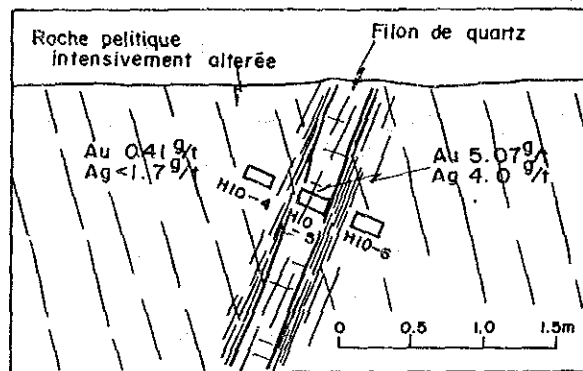 Roche pelitique
intensivement alterée
Filon de quartz
Au 0.41 g/t
Ag <1.7 g/t
Au 5.07 g/t
Ag 4.0 g/t
H10-4
H10
-5
H10-6
0 0.5 1.0 1.5m